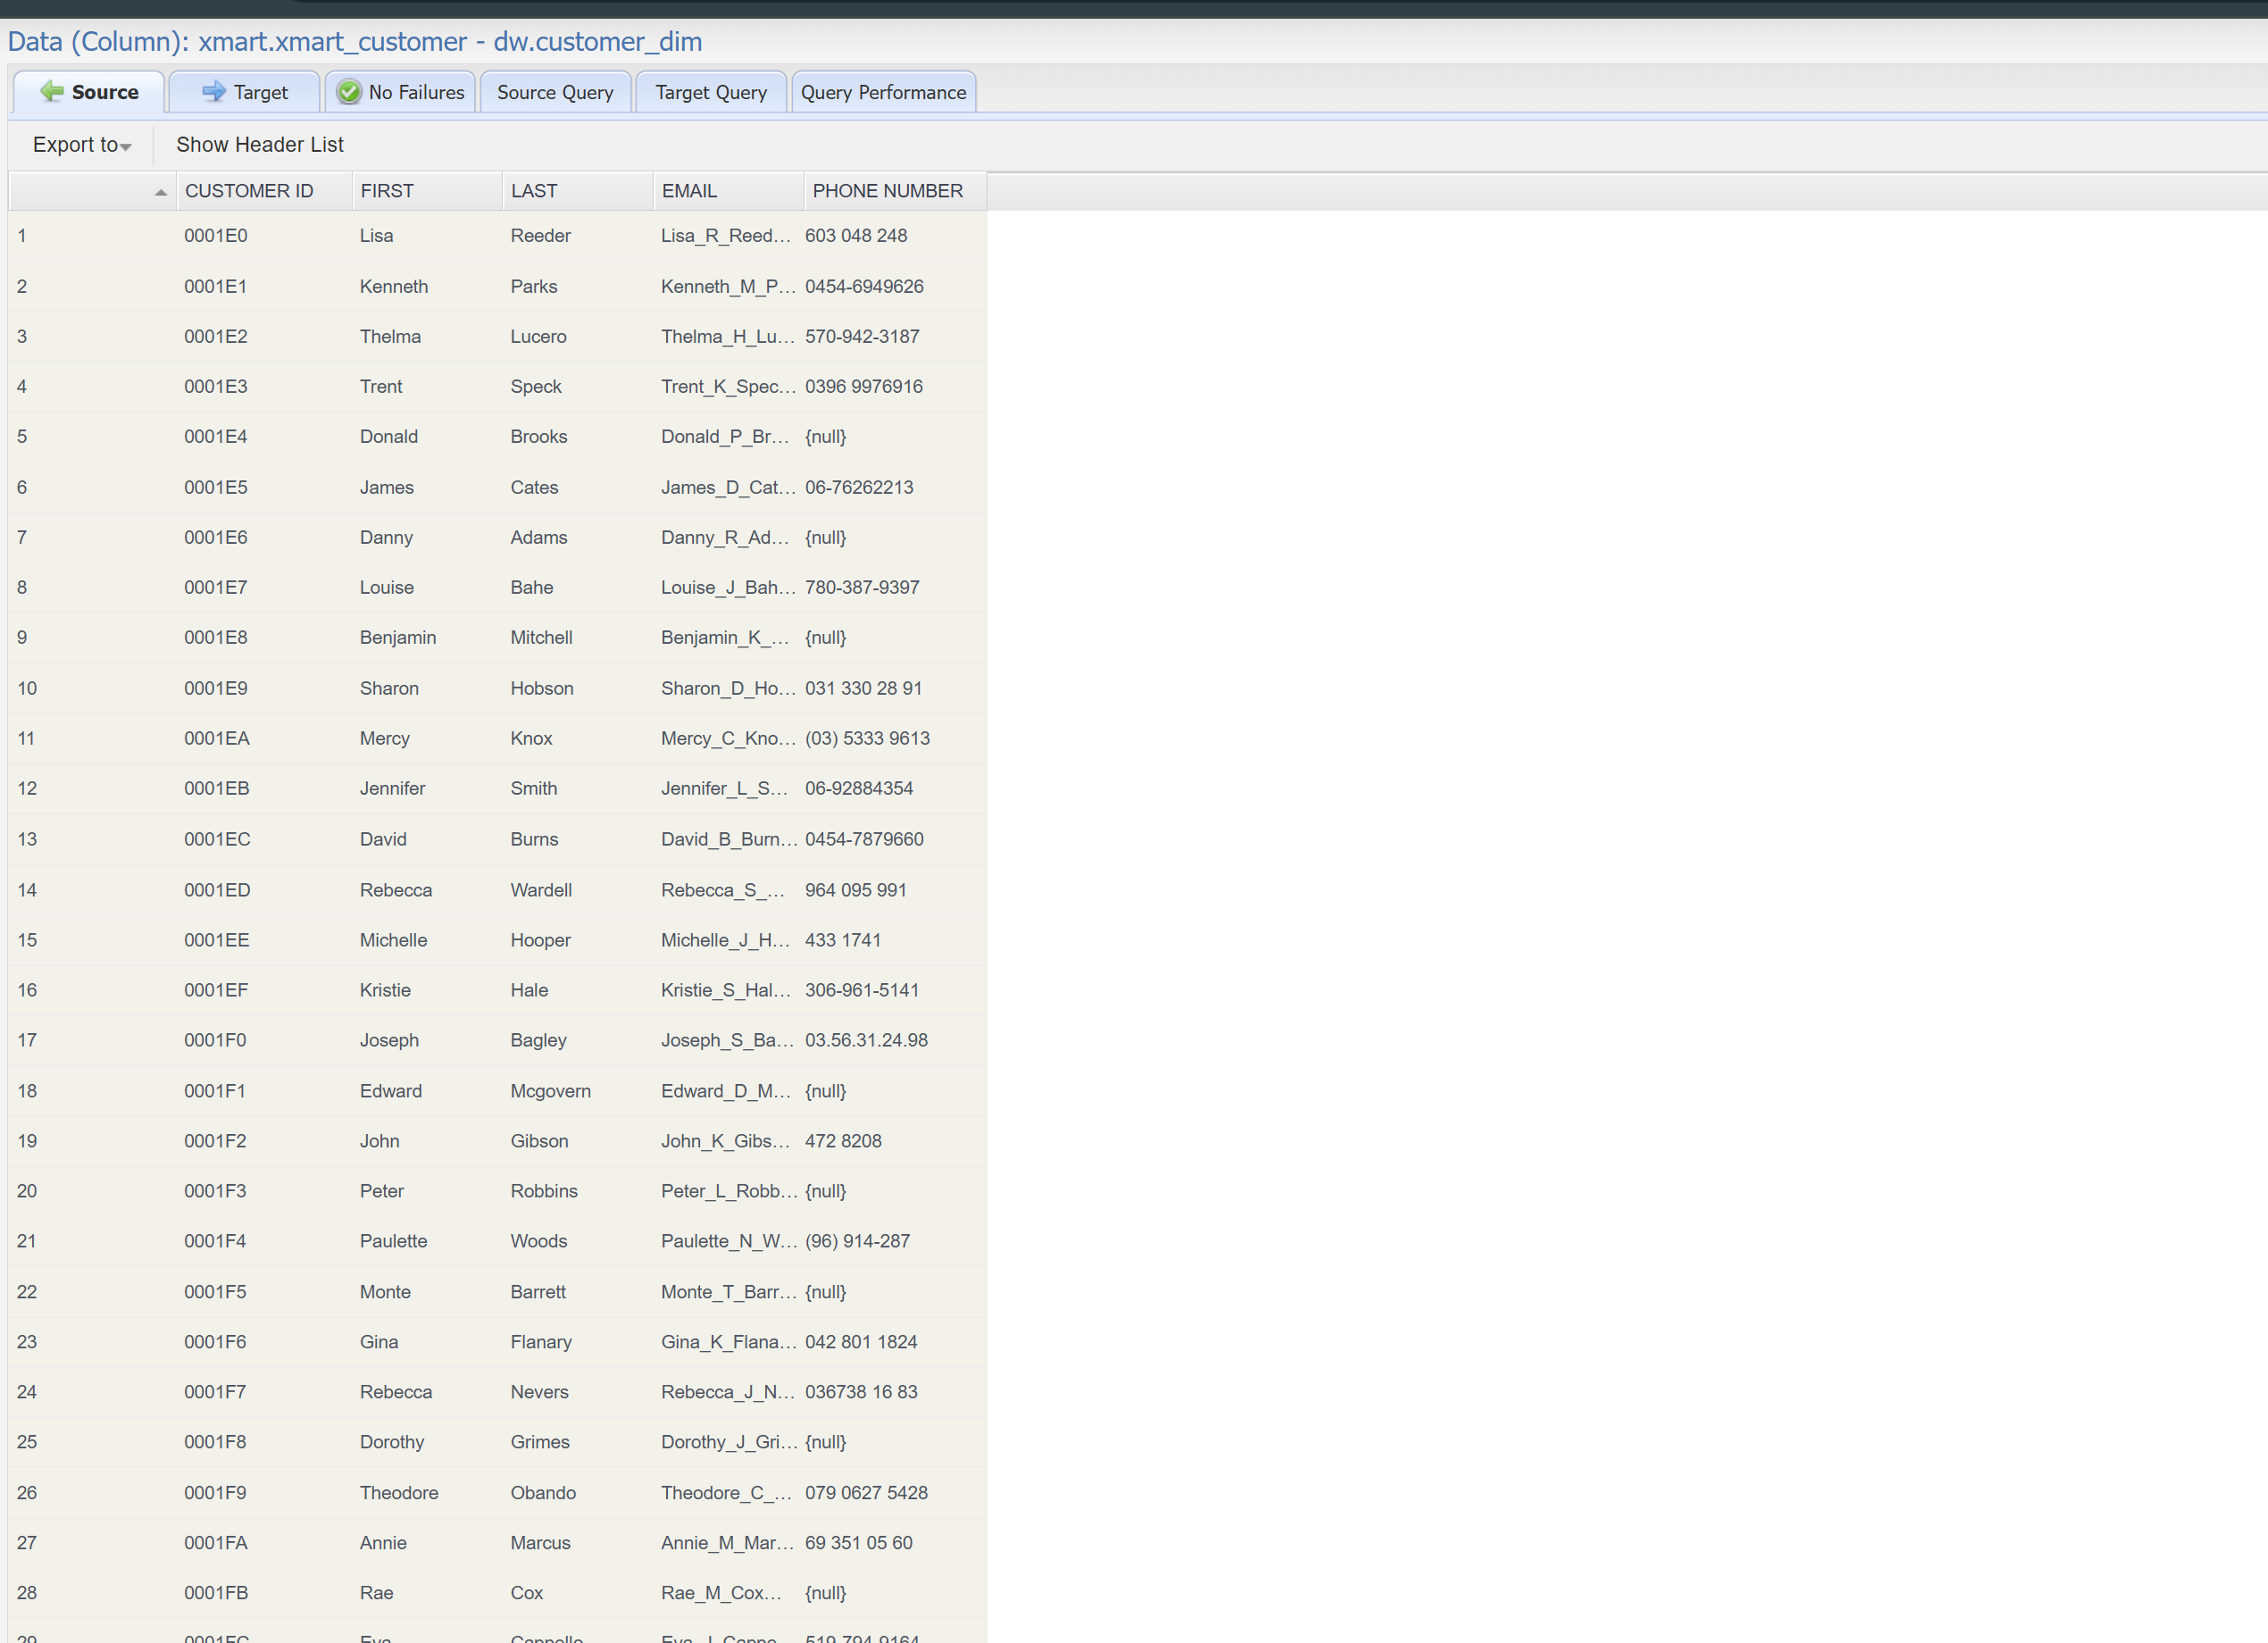 Data (Column): xmart.xmart_customer - dw.customer_dim
Source Target No Failures Source Query Target Query Query Performance
Export to Show Header List
CUSTOMER ID FIRST LAST EMAIL PHONE NUMBER
1 0001E0 Lisa Reeder Lisa_R_Reed... 603 048 248
2 0001E1 Kenneth Parks Kenneth_M_P... 0454-6949626
3 0001E2 Thelma Lucero Thelma_H_Lu... 570-942-3187
4 0001E3 Trent Speck Trent_K_Spec... 0396 9976916
5 0001E4 Donald Brooks Donald_P_Br... {null}
6 0001E5 James Cates James_D_Cat... 06-76262213
7 0001E6 Danny Adams Danny_R_Ad... {null}
8 0001E7 Louise Bahe Louise_J_Bah... 780-387-9397
9 0001E8 Benjamin Mitchell Benjamin_K_... {null}
10 0001E9 Sharon Hobson Sharon_D_Ho... 031 330 28 91
11 0001EA Mercy Knox Mercy_C_Kno... (03) 5333 9613
12 0001EB Jennifer Smith Jennifer_L_S... 06-92884354
13 0001EC David Burns David_B_Burn... 0454-7879660
14 0001ED Rebecca Wardell Rebecca_S_... 964 095 991
15 0001EE Michelle Hooper Michelle_J_H... 433 1741
16 0001EF Kristie Hale Kristie_S_Hal... 306-961-5141
17 0001F0 Joseph Bagley Joseph_S_Ba... 03.56.31.24.98
18 0001F1 Edward Mcgovern Edward_D_M... {null}
19 0001F2 John Gibson John_K_Gibs... 472 8208
20 0001F3 Peter Robbins Peter_L_Robb... {null}
21 0001F4 Paulette Woods Paulette_N_W... (96) 914-287
22 0001F5 Monte Barrett Monte_T_Barr... {null}
23 0001F6 Gina Flanary Gina_K_Flana... 042 801 1824
24 0001F7 Rebecca Nevers Rebecca_J_N... 036738 16 83
25 0001F8 Dorothy Grimes Dorothy_J_Gri... {null}
26 0001F9 Theodore Obando Theodore_C_... 079 0627 5428
27 0001FA Annie Marcus Annie_M_Mar... 69 351 05 60
28 0001FB Rae Cox Rae_M_Cox... {null}
29 0001FC Eva